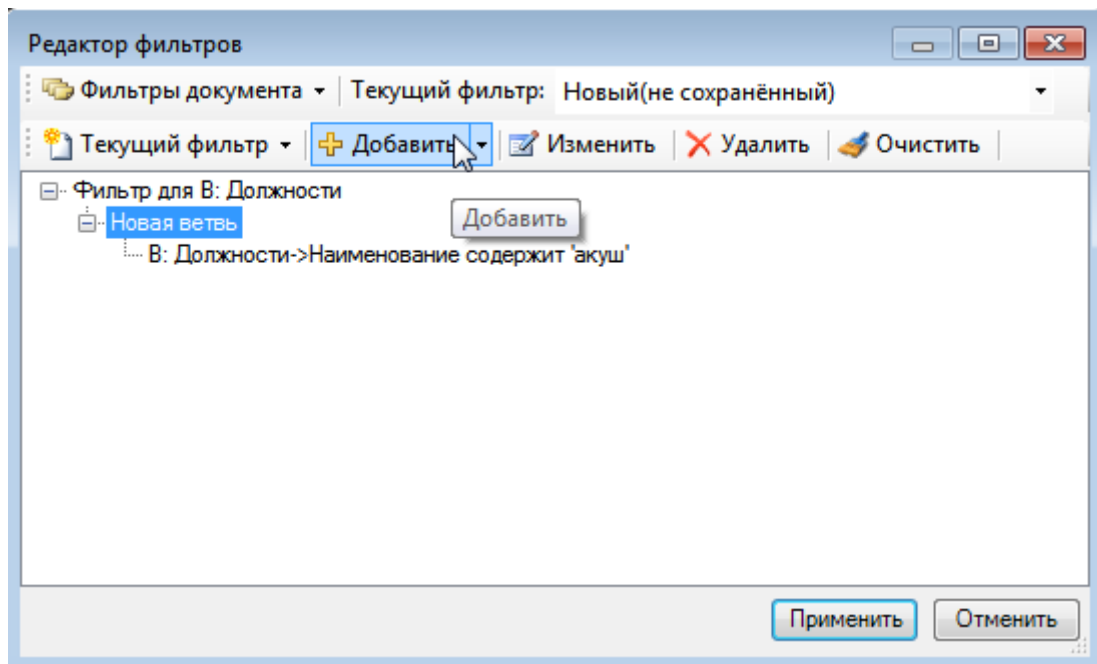 Редактор фильтров
Фильтры документа Текущий фильтр: Новый(не сохранённый)
Текущий фильтр Добавить Изменить Удалить Очистить
Фильтр для В: Должности
Новая ветвь
Добавить
В: Должности->Наименование содержит 'акуш'
Применить Отменить